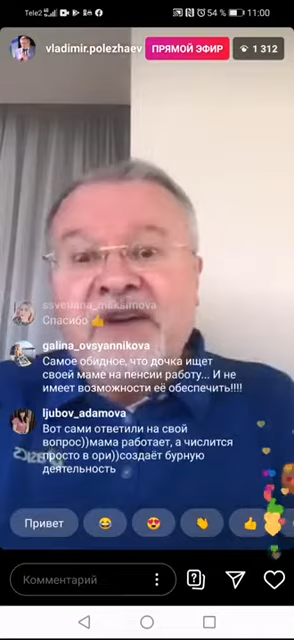 Tele2
54 %
11:00
vladimir.polezhaev
ПРЯМОЙ ЭФИР
1 312
ssvetlana_maksimova
Спасибо 👍
galina_ovsyannikova
Самое обидное, что дочка ищет
своей маме на пенсии работу... И не
имеет возможности её обеспечить!!!!
ljubov_adamova
Вот сами ответили на свой
вопрос))мама работает, а числится
просто в ори))создаёт бурную
деятельность
Привет
Комментарий